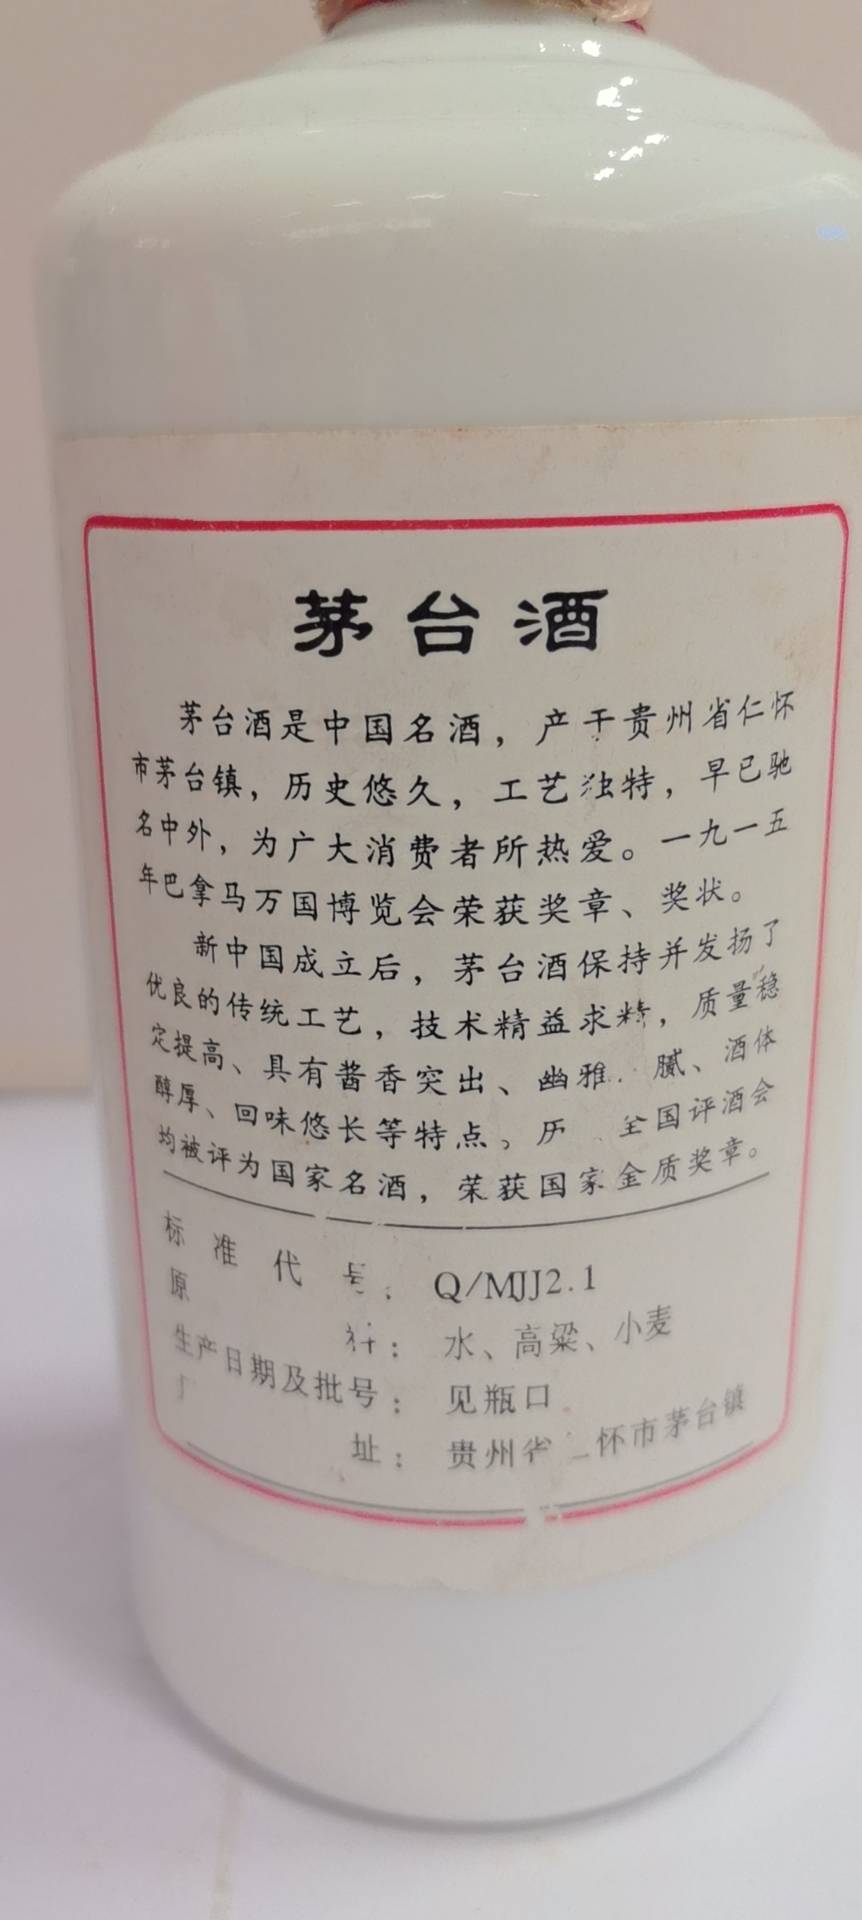 茅台酒
茅台酒是中国名酒，产于贵州省仁怀
市茅台镇，历史悠久，工艺独特，早已驰
名中外，为广大消费者所热爱。一九一五
年巴拿马万国博览会荣获奖章、奖状。
新中国成立后，茅台酒保持并发扬了
优良的传统工艺，技术精益求精，质量稳
定提高、具有酱香突出、幽雅 腻、酒体
醇厚、回味悠长等特点。历 全国评酒会
均被评为国家名酒，荣获国家金质奖章。
标准代号：Q/MJJ2.1
原料：水、高粱、小麦
生产日期及批号：见瓶口
厂址：贵州省 怀市茅台镇